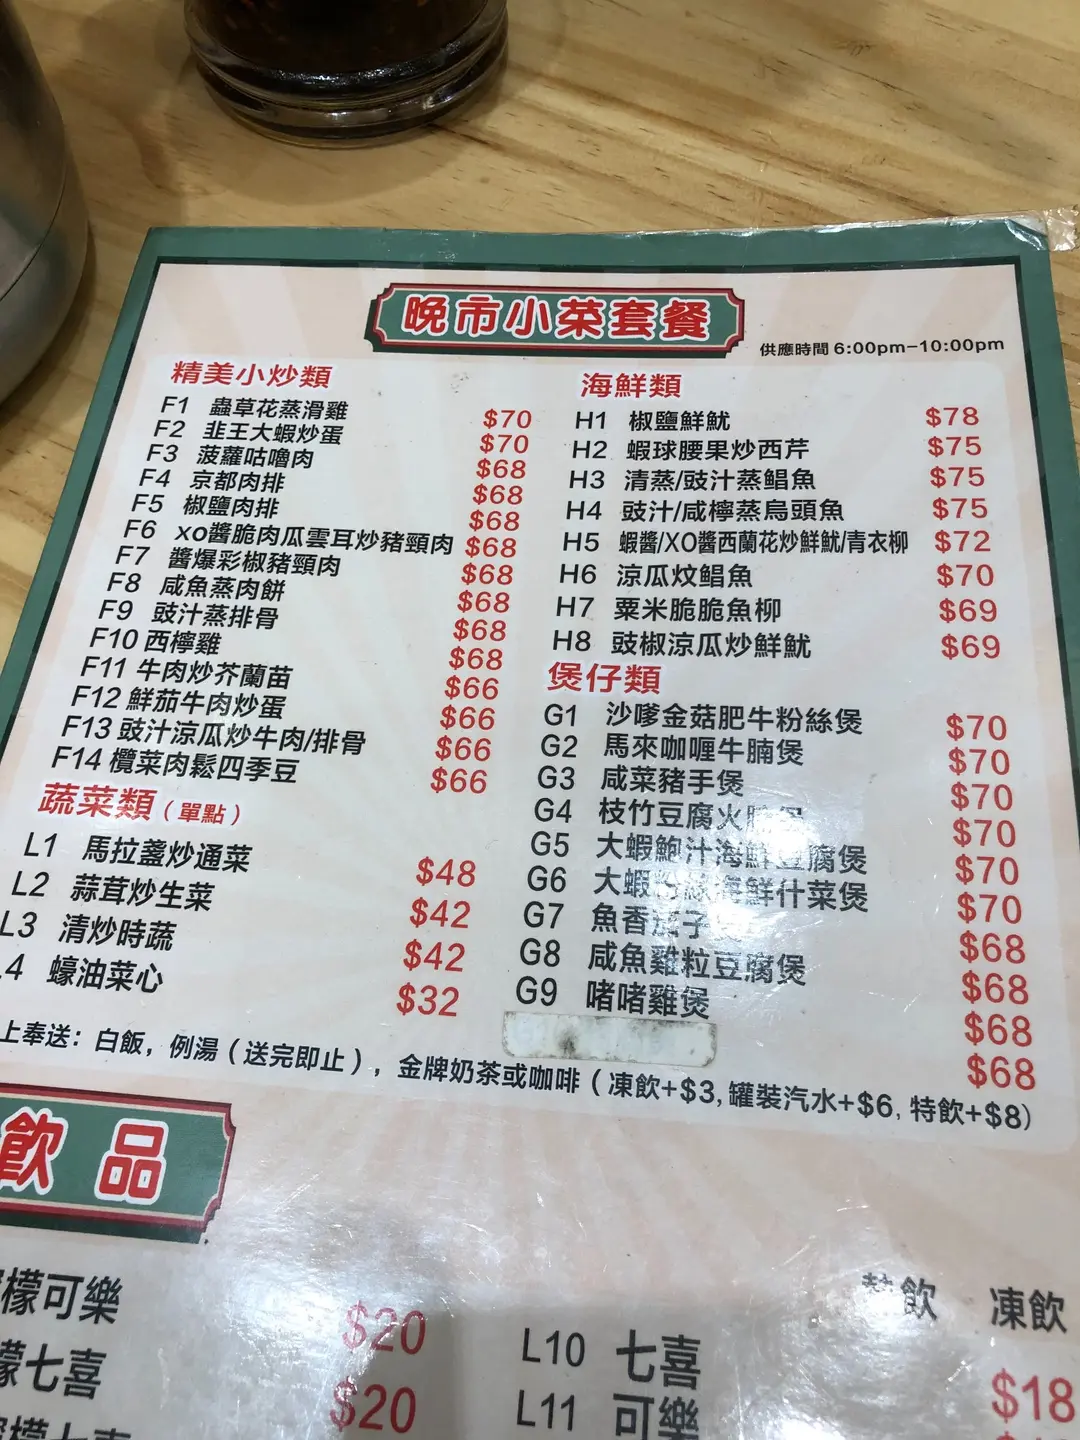 晚市小菜套餐
供應時間 6:00pm-10:00pm
精美小炒類
F1 蟲草花蒸滑雞 $70
F2 韭王大蝦炒蛋 $70
F3 菠蘿咕嚕肉 $68
F4 京都肉排 $68
F5 椒鹽肉排 $68
F6 XO醬脆肉瓜雲耳炒豬頸肉 $68
F7 醬爆彩椒豬頸肉 $68
F8 咸魚蒸肉餅 $68
F9 豉汁蒸排骨 $68
F10 西檸雞 $68
F11 牛肉炒芥蘭苗 $66
F12 鮮茄牛肉炒蛋 $66
F13 豉汁涼瓜炒牛肉/排骨 $66
F14 欖菜肉鬆四季豆 $66
蔬菜類（單點）
L1 馬拉盞炒通菜 $48
L2 蒜茸炒生菜 $42
L3 清炒時蔬 $42
L4 蠔油菜心 $32
海鮮類
H1 椒鹽鮮魷 $78
H2 蝦球腰果炒西芹 $75
H3 清蒸/豉汁蒸鯧魚 $75
H4 豉汁/咸檸蒸烏頭魚 $75
H5 蝦醬/XO醬西蘭花炒鮮魷/青衣柳 $72
H6 涼瓜炆鯧魚 $70
H7 粟米脆脆魚柳 $69
H8 豉椒涼瓜炒鮮魷 $69
煲仔類
G1 沙嗲金菇肥牛粉絲煲 $70
G2 馬來咖喱牛腩煲 $70
G3 咸菜豬手煲 $70
G4 枝竹豆腐火腩煲 $70
G5 大蝦鮑汁海鮮豆腐煲 $70
G6 大蝦粉絲海鮮什菜煲 $70
G7 魚香茄子煲 $68
G8 咸魚雞粒豆腐煲 $68
G9 啫啫雞煲 $68
$68
上奉送：白飯，例湯（送完即止），金牌奶茶或咖啡（凍飲+$3, 罐裝汽水+$6, 特飲+$8）
飲品
熱飲 凍飲
檬可樂 $20
檬七喜 $20
L10 七喜 $18
L11 可樂